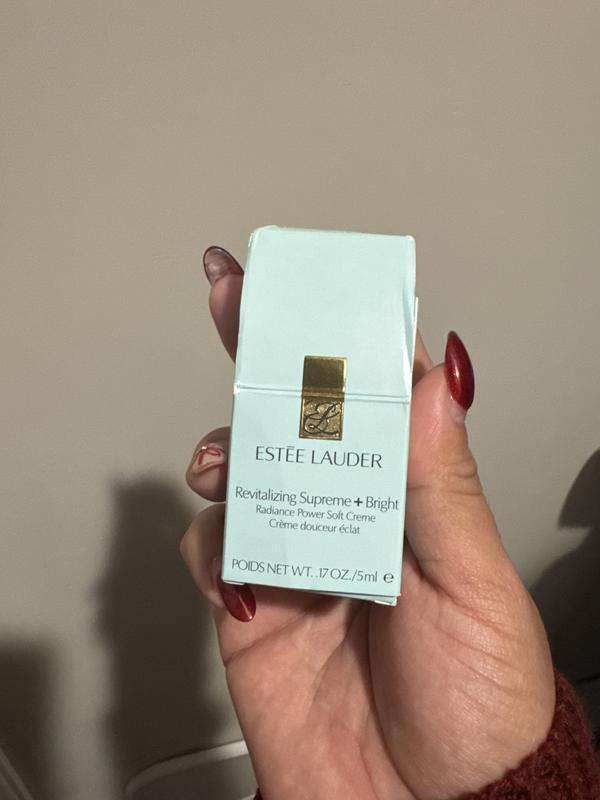 ESTĒE LAUDER
Revitalizing Supreme + Bright
Radiance Power Soft Creme
Crème douceur éclat
POIDS NET WT. .17 OZ./5ml ℮